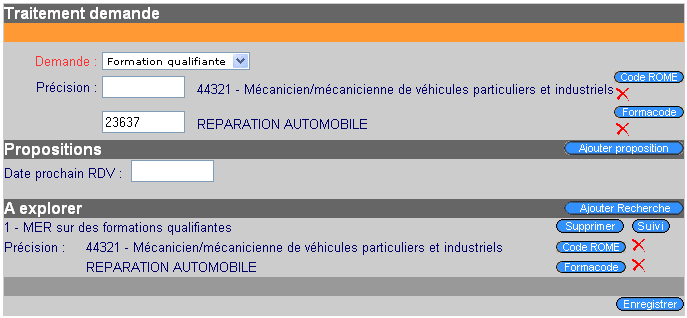 Traitement demande
Demande : Formation qualifiante
Code ROME
Précision : 44321 - Mécanicien/mécanicienne de véhicules particuliers et industriels
Formacode
23637 REPARATION AUTOMOBILE
Propositions Ajouter proposition
Date prochain RDV :
A explorer Ajouter Recherche
1 - MER sur des formations qualifiantes Supprimer Suivi
Précision : 44321 - Mécanicien/mécanicienne de véhicules particuliers et industriels Code ROME
REPARATION AUTOMOBILE Formacode
Enregistrer